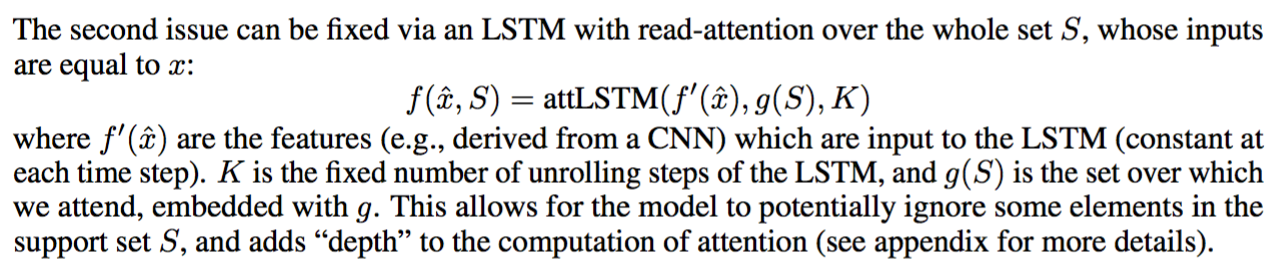 The second issue can be fixed via an LSTM with read-attention over the whole set S, whose inputs
are equal to x:
f(x̂, S) = attLSTM(f′(x̂), g(S), K)
where f′(x̂) are the features (e.g., derived from a CNN) which are input to the LSTM (constant at
each time step). K is the fixed number of unrolling steps of the LSTM, and g(S) is the set over which
we attend, embedded with g. This allows for the model to potentially ignore some elements in the
support set S, and adds “depth” to the computation of attention (see appendix for more details).